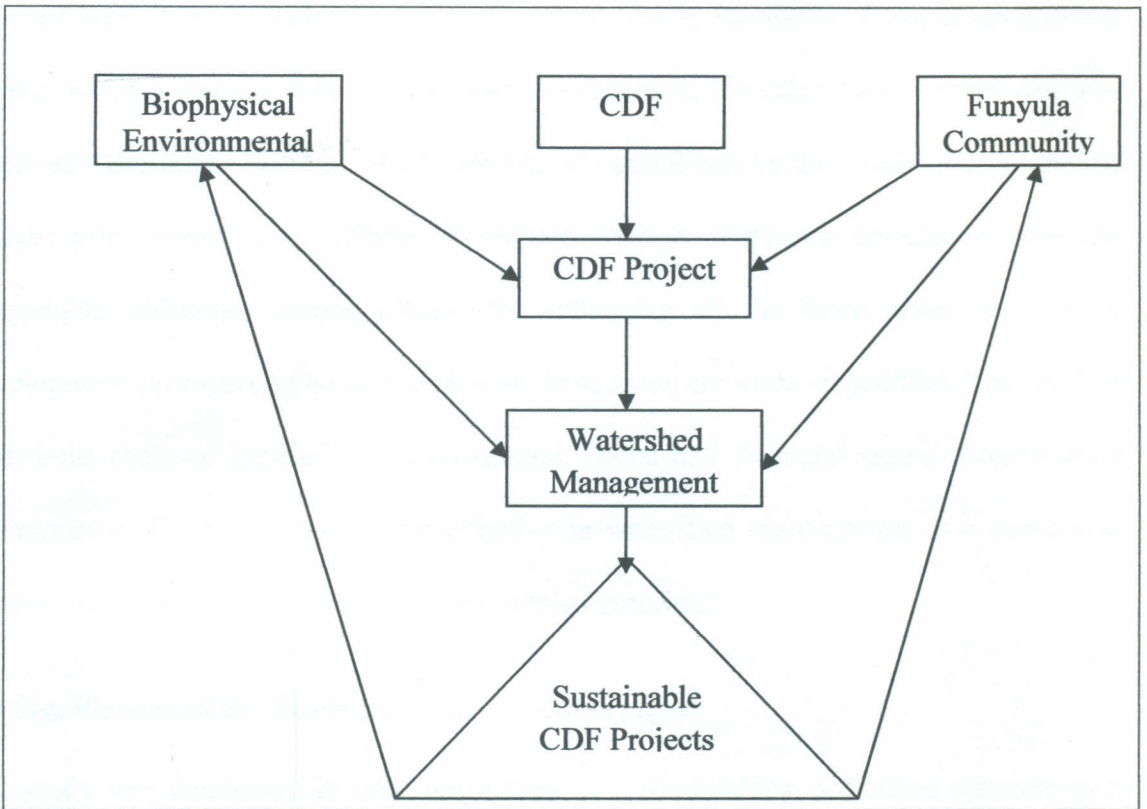 Biophysical
Environmental
CDF
Funyula
Community
CDF Project
Watershed
Management
Sustainable
CDF Projects